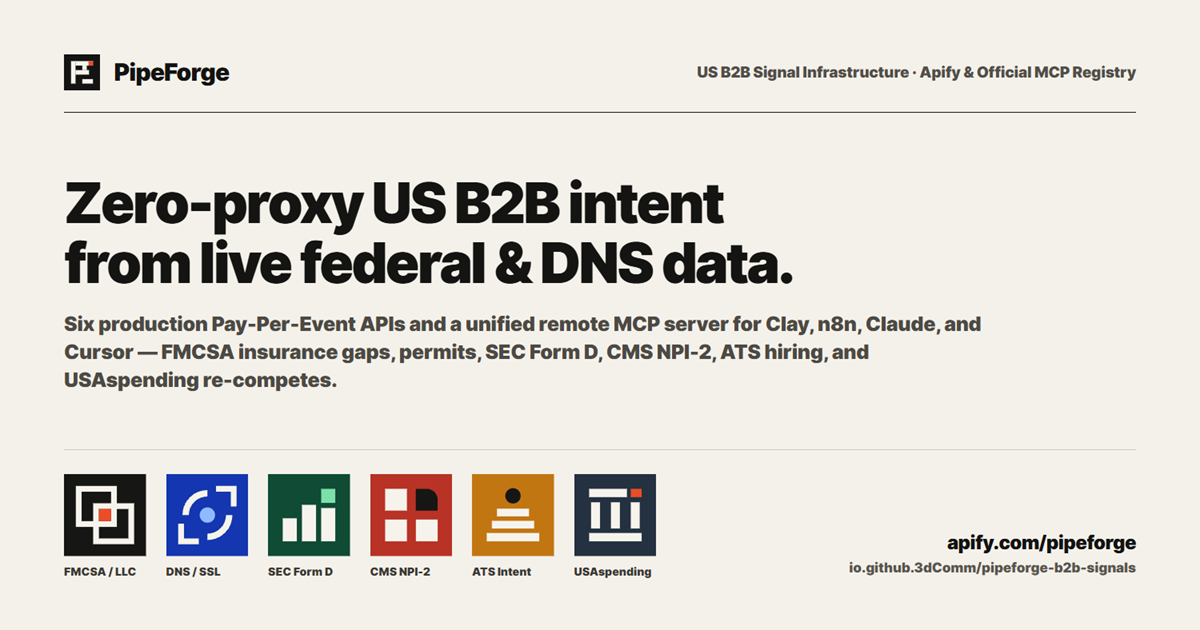 PipeForge
US B2B Signal Infrastructure · Apify & Official MCP Registry
Zero-proxy US B2B intent
from live federal & DNS data.
Six production Pay-Per-Event APIs and a unified remote MCP server for Clay, n8n, Claude, and
Cursor — FMCSA insurance gaps, permits, SEC Form D, CMS NPI-2, ATS hiring, and
USAspending re-competes.
FMCSA / LLC
DNS / SSL
SEC Form D
CMS NPI-2
ATS Intent
USAspending
apify.com/pipeforge
io.github.3dComm/pipeforge-b2b-signals